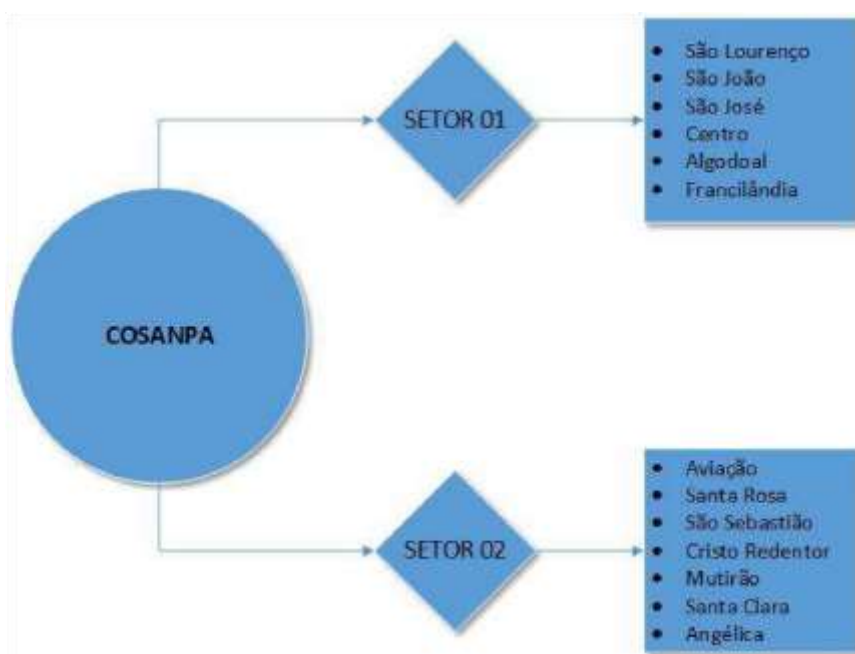 SETOR 01
• São Lourenço
• São João
• São José
• Centro
• Algodoal
• Francilândia
COSANPA
SETOR 02
• Aviação
• Santa Rosa
• São Sebastião
• Cristo Redentor
• Mutirão
• Santa Clara
• Angélica